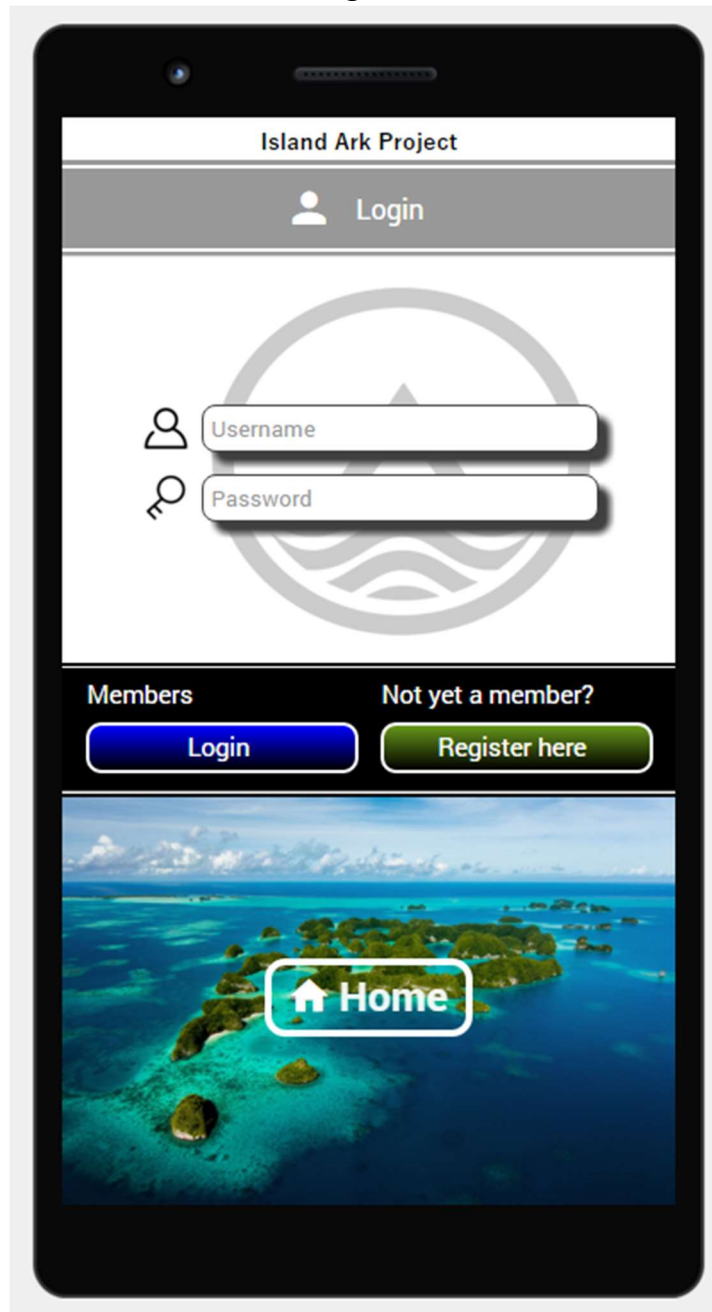 Island Ark Project
Login
Username
Password
Members
Not yet a member?
Login
Register here
Home